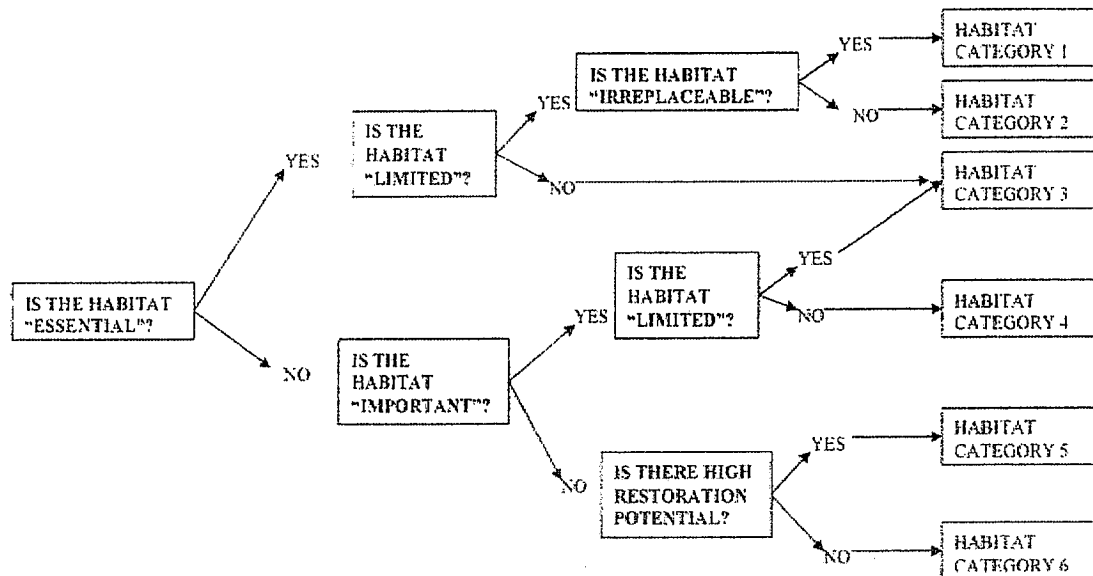 HABITAT
CATEGORY 1
YES
IS THE HABITAT
“IRREPLACEABLE”?
YES
NO
HABITAT
CATEGORY 2
IS THE
HABITAT
“LIMITED”?
YES
NO
HABITAT
CATEGORY 3
YES
IS THE
HABITAT
“LIMITED”?
IS THE HABITAT
“ESSENTIAL”?
YES
NO
HABITAT
CATEGORY 4
NO
IS THE
HABITAT
“IMPORTANT”?
YES
HABITAT
CATEGORY 5
NO
IS THERE HIGH
RESTORATION
POTENTIAL?
NO
HABITAT
CATEGORY 6